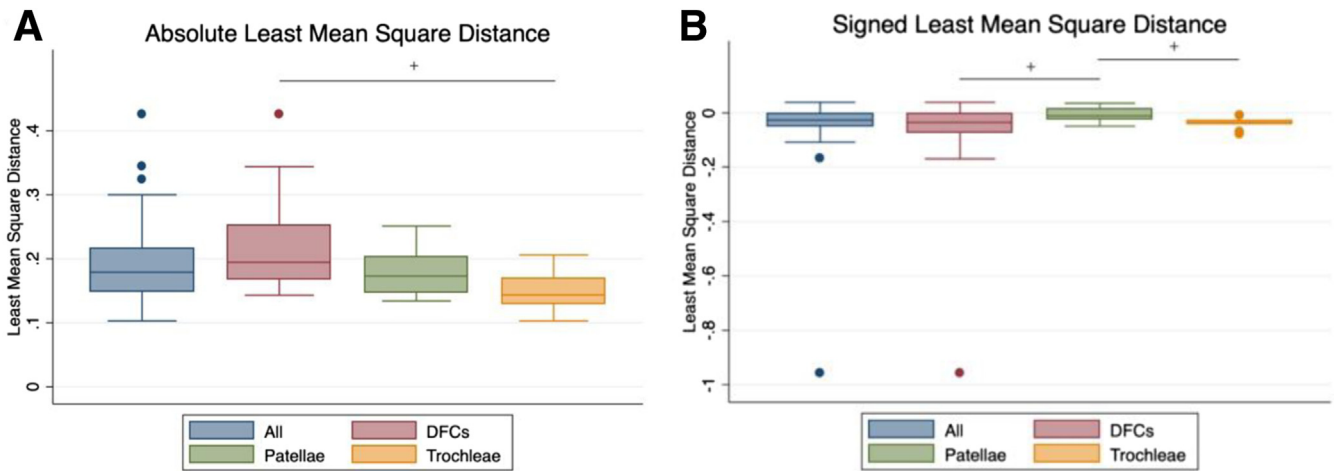 A
Absolute Least Mean Square Distance
+
Least Mean Square Distance
.4
.3
.2
.1
0
All
DFCs
Patellae
Trochleae
B
Signed Least Mean Square Distance
+
+
Least Mean Square Distance
0
-.2
-.4
-.6
-.8
-1
All
DFCs
Patellae
Trochleae